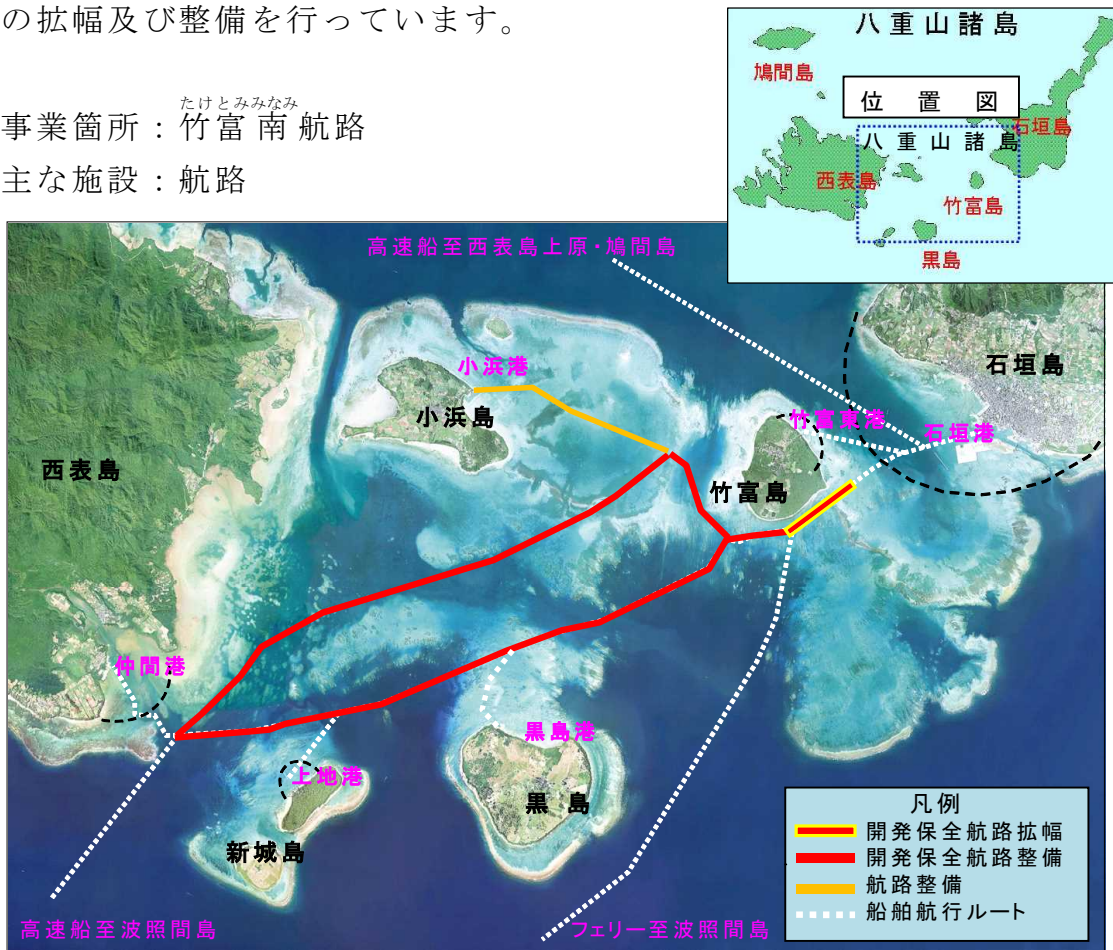 の拡幅及び整備を行っています。
たけとみみなみ
事業箇所：竹富南航路
主な施設：航路
八重山諸島
鳩間島
位置図
石垣島
八重山諸島
西表島
竹富島
黒島
高速船至西表島上原・鳩間島
石垣島
小浜港
小浜島
竹富東港
石垣港
西表島
竹富島
仲間港
黒島港
上地港
黒島
新城島
高速船至波照間島
フェリー至波照間島
凡例
開発保全航路拡幅
開発保全航路整備
航路整備
船舶航行ルート